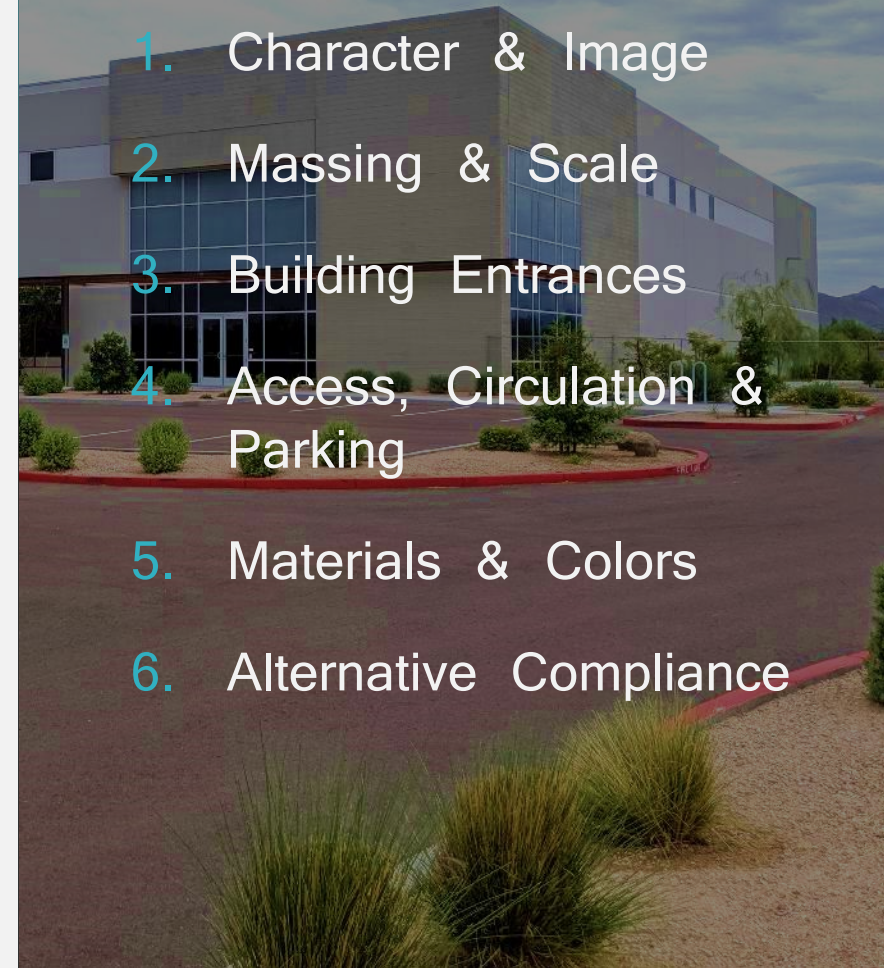 1. Character & Image
2. Massing & Scale
3. Building Entrances
4. Access, Circulation &
Parking
5. Materials & Colors
6. Alternative Compliance